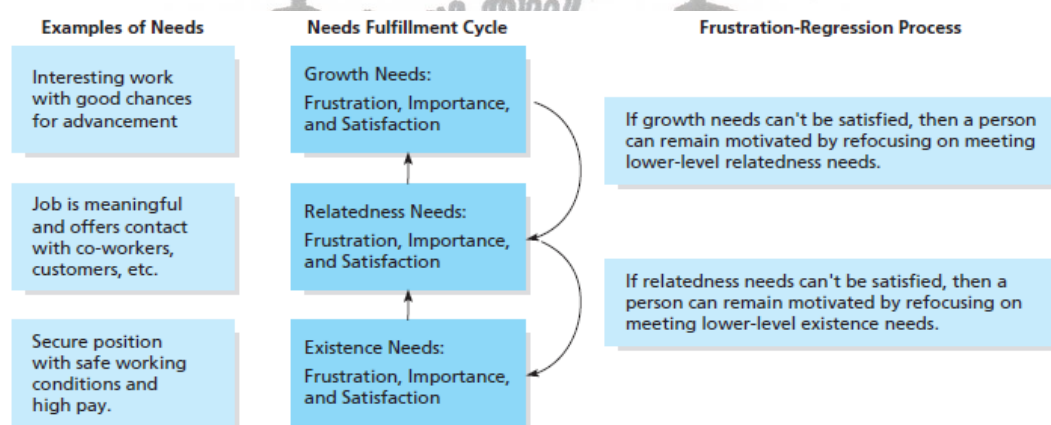 Examples of Needs
Needs Fulfillment Cycle
Frustration-Regression Process
Interesting work
with good chances
for advancement
Growth Needs:
Frustration, Importance,
and Satisfaction
If growth needs can't be satisfied, then a person
can remain motivated by refocusing on meeting
lower-level relatedness needs.
Job is meaningful
and offers contact
with co-workers,
customers, etc.
Relatedness Needs:
Frustration, Importance,
and Satisfaction
If relatedness needs can't be satisfied, then a
person can remain motivated by refocusing on
meeting lower-level existence needs.
Secure position
with safe working
conditions and
high pay.
Existence Needs:
Frustration, Importance,
and Satisfaction